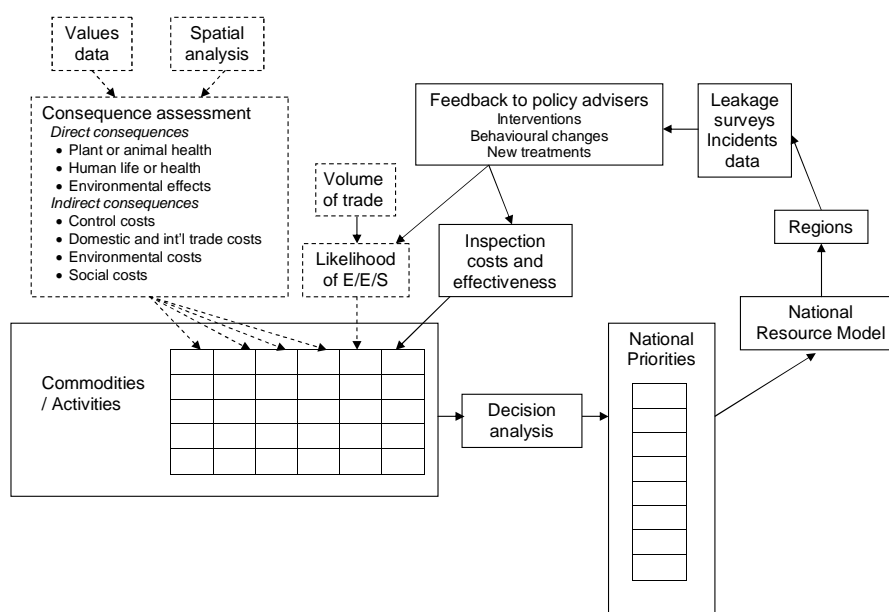 Values
data
Spatial
analysis
Consequence assessment
Direct consequences
• Plant or animal health
• Human life or health
• Environmental effects
Indirect consequences
• Control costs
• Domestic and int'l trade costs
• Environmental costs
• Social costs
Volume
of trade
Likelihood
of E/E/S
Feedback to policy advisers
Interventions
Behavioural changes
New treatments
Inspection
costs and
effectiveness
Leakage
surveys
Incidents
data
Regions
National
Resource Model
Commodities
/ Activities
Decision
analysis
National
Priorities